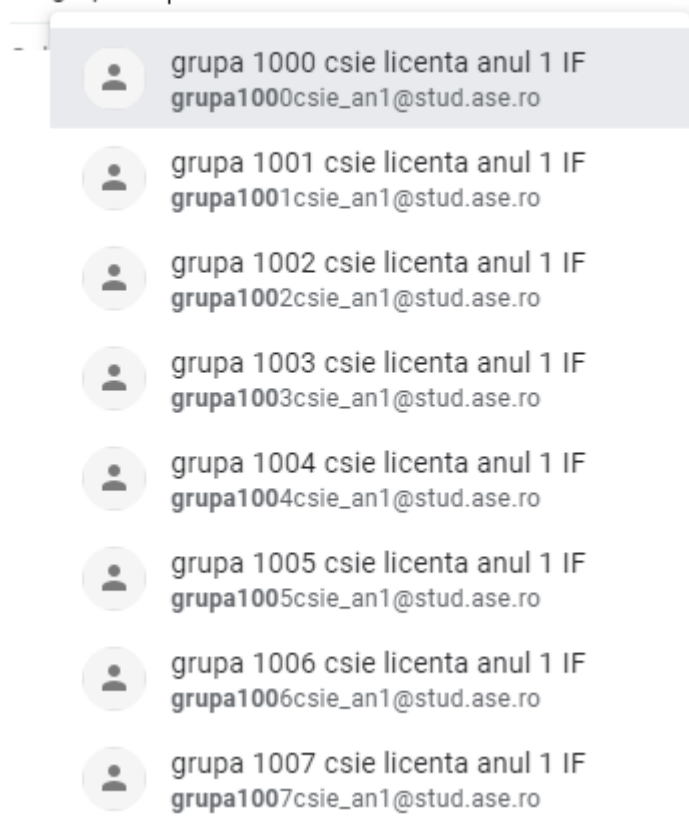 grupa 1000 csie licenta anul 1 IF
grupa1000csie_an1@stud.ase.ro
grupa 1001 csie licenta anul 1 IF
grupa1001csie_an1@stud.ase.ro
grupa 1002 csie licenta anul 1 IF
grupa1002csie_an1@stud.ase.ro
grupa 1003 csie licenta anul 1 IF
grupa1003csie_an1@stud.ase.ro
grupa 1004 csie licenta anul 1 IF
grupa1004csie_an1@stud.ase.ro
grupa 1005 csie licenta anul 1 IF
grupa1005csie_an1@stud.ase.ro
grupa 1006 csie licenta anul 1 IF
grupa1006csie_an1@stud.ase.ro
grupa 1007 csie licenta anul 1 IF
grupa1007csie_an1@stud.ase.ro